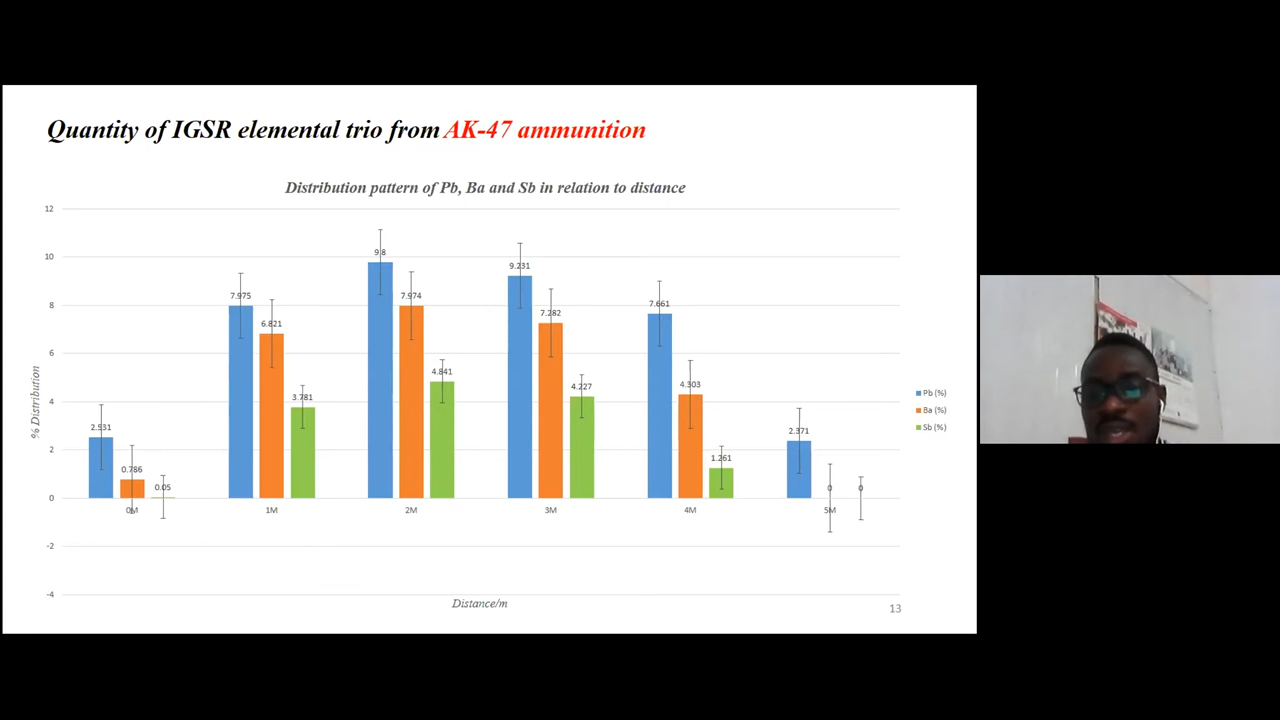 Quantity of IGSR elemental trio from AK-47 ammunition
Distribution pattern of Pb, Ba and Sb in relation to distance
12
10
8
6
4
2
0
-2
-4
% Distribution
2.531
0.786
0.05
7.975
6.821
3.781
9.8
7.974
4.841
9.231
7.282
4.227
7.661
4.303
1.261
2.371
0
0
0M
1M
2M
3M
4M
5M
Distance/m
Pb (%)
Ba (%)
Sb (%)
13